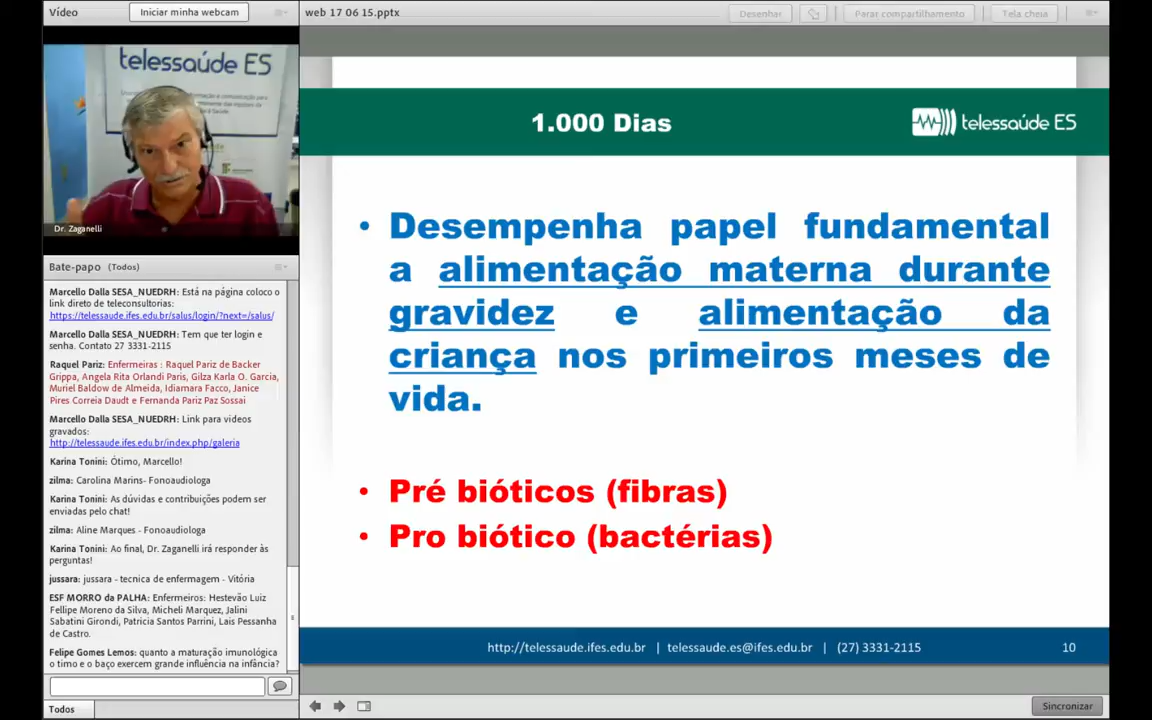 Vídeo
Iniciar minha webcam
web 17 06 15.pptx
Desenhar
Parar compartilhamento
Tela cheia
telessaúde ES
Dr. Zaganelli
Bate-papo (Todos)
Marcello Dalla SESA_NUEDRH: Está na página coloco o
link direto de teleconsultorias:
https://telessaude.ifes.edu.br/salus/login/?next=/salus/
Marcello Dalla SESA_NUEDRH: Tem que ter login e
senha. Contato 27 3331-2115
Raquel Pariz: Enfermeiras : Raquel Pariz de Backer
Grippa, Angela Rita Orlandi Paris, Gilza Karla O. Garcia,
Muriel Baldow de Almeida, Idiamara Facco, Janice
Pires Correia Daudt e Fernanda Pariz Paz Sossai
Marcello Dalla SESA_NUEDRH: Link para videos
gravados:
http://telessaude.ifes.edu.br/index.php/galeria
Karina Tonini: Ótimo, Marcello!
zilma: Carolina Marins- Fonoaudiologa
Karina Tonini: As dúvidas e contribuições podem ser
enviadas pelo chat!
zilma: Aline Marques - Fonoaudiologa
Karina Tonini: Ao final, Dr. Zaganelli irá responder às
perguntas!
jussara: jussara - tecnica de enfermagem - Vitória
ESF MORRO da PALHA: Enfermeiros: Hestevão Luiz
Fellipe Moreno da Silva, Micheli Marquez, Jalini
Sabatini Girondi, Patricia Santos Parrini, Lais Pessanha
de Castro.
Felipe Gomes Lemos: quanto a maturação imunológica
o timo e o baço exercem grande influência na infância?
Todos
1.000 Dias
telessaúde ES
• Desempenha papel fundamental
a alimentação materna durante
gravidez e alimentação da
criança nos primeiros meses de
vida.
• Pré bióticos (fibras)
• Pro biótico (bactérias)
http://telessaude.ifes.edu.br | telessaude.es@ifes.edu.br | (27) 3331-2115
10
Sincronizar